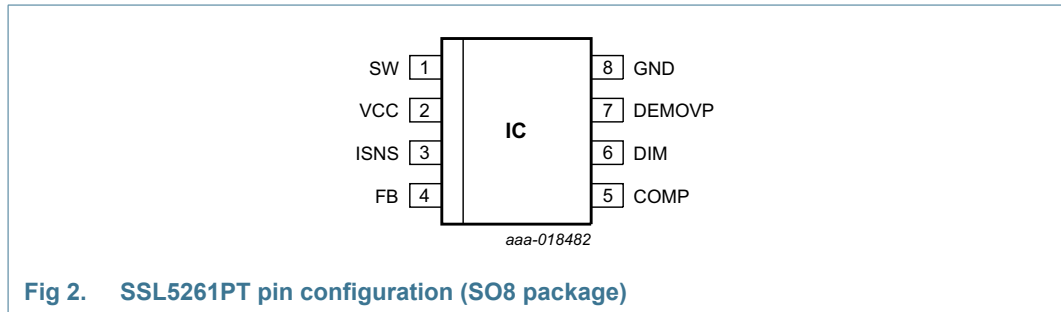 SW 1 8 GND
VCC 2 7 DEMOVP
IC
ISNS 3 6 DIM
FB 4 5 COMP
aaa-018482
Fig 2. SSL5261PT pin configuration (SO8 package)